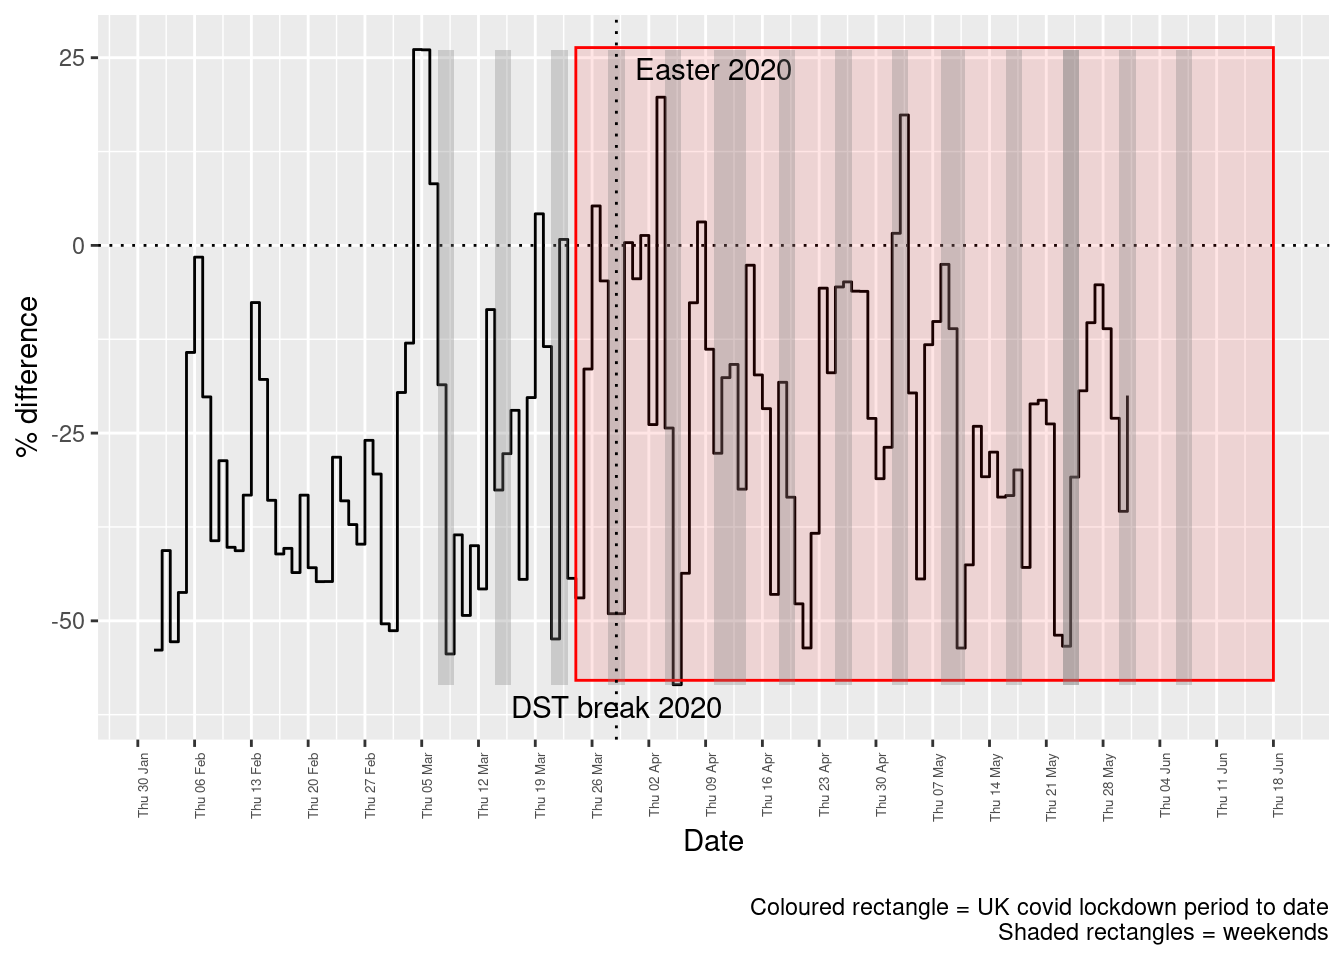 25
0
-25
-50
% difference
Easter 2020
DST break 2020
Thu 30 Jan
Thu 06 Feb
Thu 13 Feb
Thu 20 Feb
Thu 27 Feb
Thu 05 Mar
Thu 12 Mar
Thu 19 Mar
Thu 26 Mar
Thu 02 Apr
Thu 09 Apr
Thu 16 Apr
Thu 23 Apr
Thu 30 Apr
Thu 07 May
Thu 14 May
Thu 21 May
Thu 28 May
Thu 04 Jun
Thu 11 Jun
Thu 18 Jun
Date
Coloured rectangle = UK covid lockdown period to date
Shaded rectangles = weekends